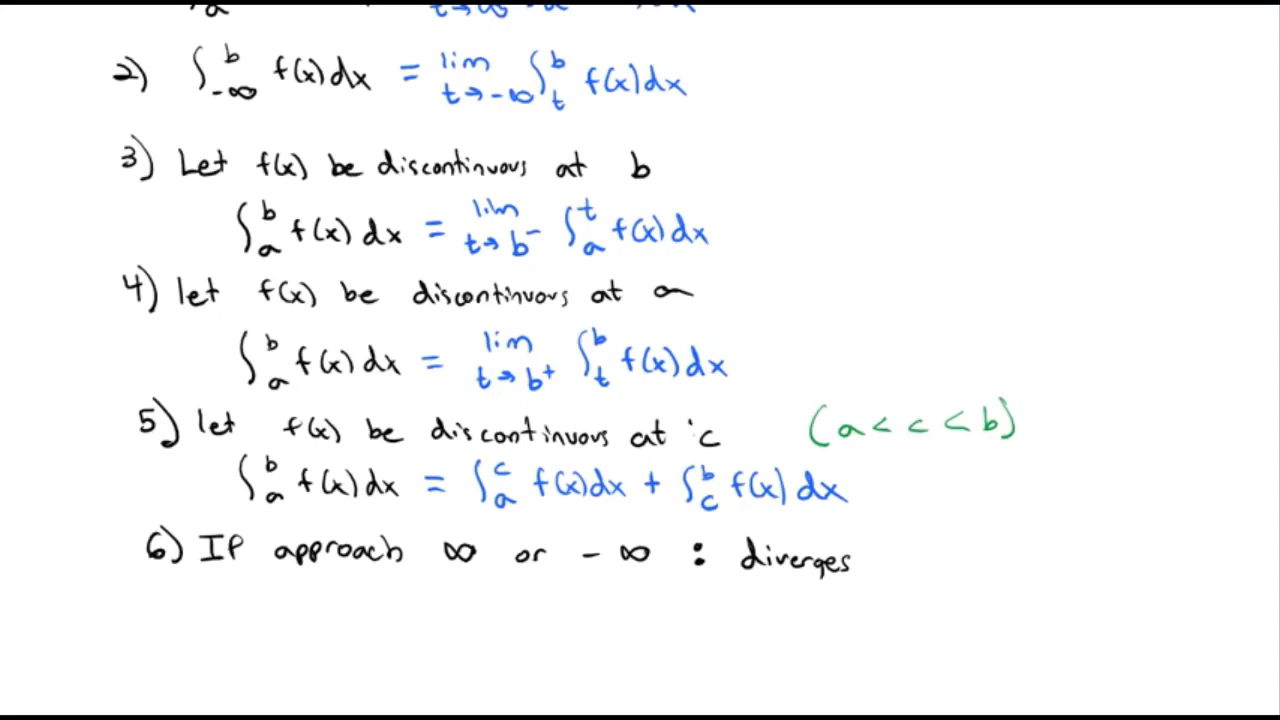 2) ∫_{-∞}^{b} f(x)dx = lim_{t→-∞} ∫_{t}^{b} f(x)dx
3) Let f(x) be discontinuous at b
∫_{a}^{b} f(x) dx = lim_{t→b^-} ∫_{a}^{t} f(x)dx
4) let f(x) be discontinuous at a
∫_{a}^{b} f(x) dx = lim_{t→b^+} ∫_{t}^{b} f(x)dx
5) let f(x) be discontinuous at c (a < c < b)
∫_{a}^{b} f(x) dx = ∫_{a}^{c} f(x)dx + ∫_{c}^{b} f(x) dx
6) If approach ∞ or -∞ : diverges